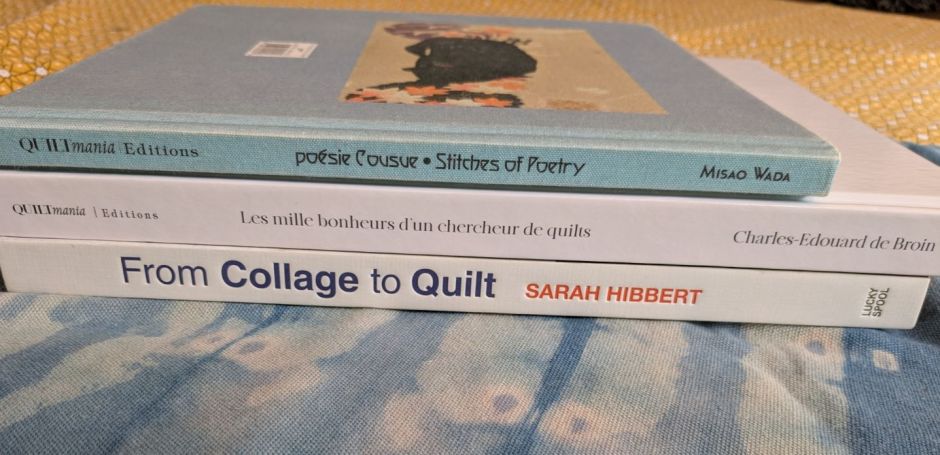 QUILTmania Editions poésie Cousue • Stitches of Poetry Misao Wada
QUILTmania | Editions Les mille bonheurs d'un chercheur de quilts Charles-Edouard de Broin
From Collage to Quilt SARAH HIBBERT LUCKY SPOOL